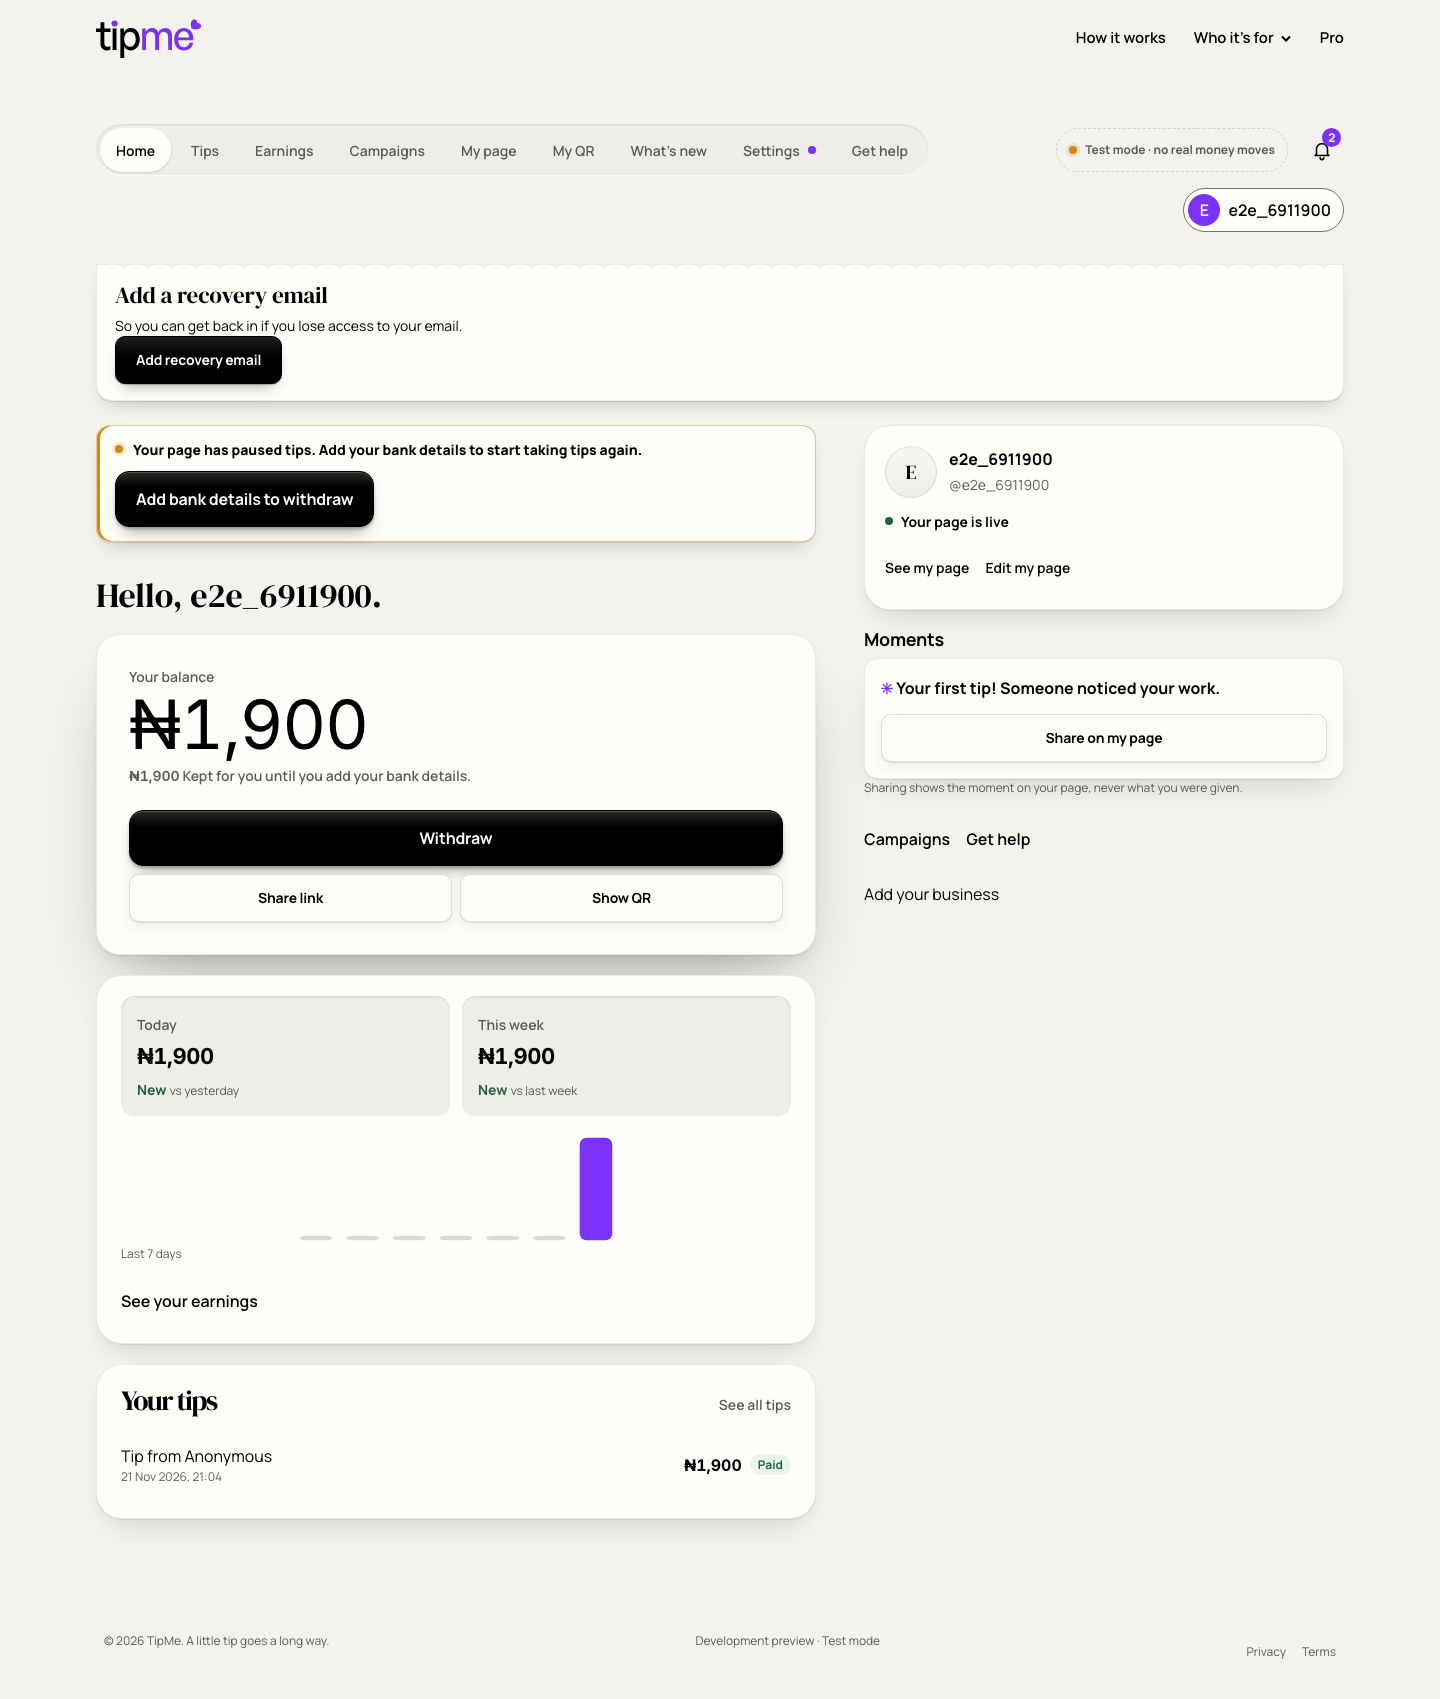 tipme
How it works
Who it's for
Pro
Home
Tips
Earnings
Campaigns
My page
My QR
What's new
Settings
Get help
Test mode · no real money moves
2
E
e2e_6911900
Add a recovery email
So you can get back in if you lose access to your email.
Add recovery email
Your page has paused tips. Add your bank details to start taking tips again.
Add bank details to withdraw
Hello, e2e_6911900.
Your balance
₦1,900
₦1,900 Kept for you until you add your bank details.
Withdraw
Share link
Show QR
Today
₦1,900
New vs yesterday
This week
₦1,900
New vs last week
Last 7 days
See your earnings
Your tips
See all tips
Tip from Anonymous
21 Nov 2026, 21:04
₦1,900
Paid
E
e2e_6911900
@e2e_6911900
Your page is live
See my page
Edit my page
Moments
Your first tip! Someone noticed your work.
Share on my page
Sharing shows the moment on your page, never what you were given.
Campaigns
Get help
Add your business
© 2026 TipMe. A little tip goes a long way.
Development preview · Test mode
Privacy
Terms